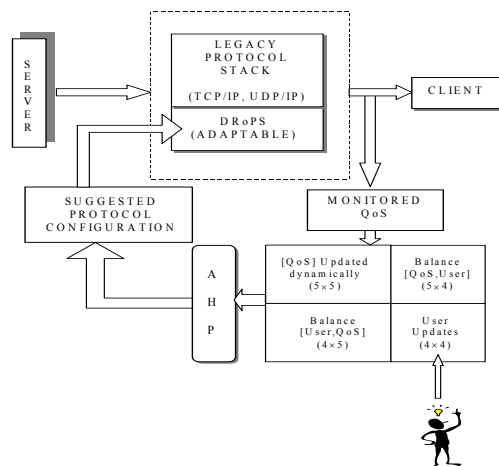 SERVER
LEGACY
PROTOCOL
STACK
(TCP/IP, UDP/IP)
DRoPS
(ADAPTABLE)
CLIENT
SUGGESTED
PROTOCOL
CONFIGURATION
MONITORED
QoS
AHP
[QoS] Updated
dynamically
(5×5)
Balance
[QoS,User]
(5×4)
Balance
[User,QoS]
(4×5)
User
Updates
(4×4)